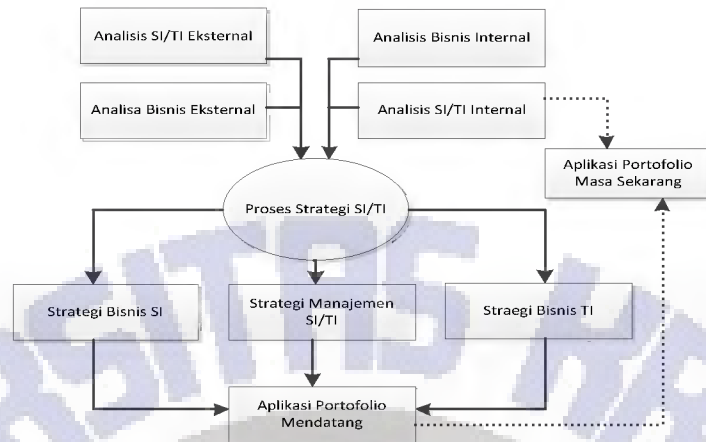 Analisis SI/TI Eksternal
Analisis Bisnis Internal
Analisa Bisnis Eksternal
Analisis SI/TI Internal
Aplikasi Portofolio
Masa Sekarang
Proses Strategi SI/TI
Strategi Bisnis SI
Strategi Manajemen
SI/TI
Straegi Bisnis TI
Aplikasi Portofolio
Mendatang